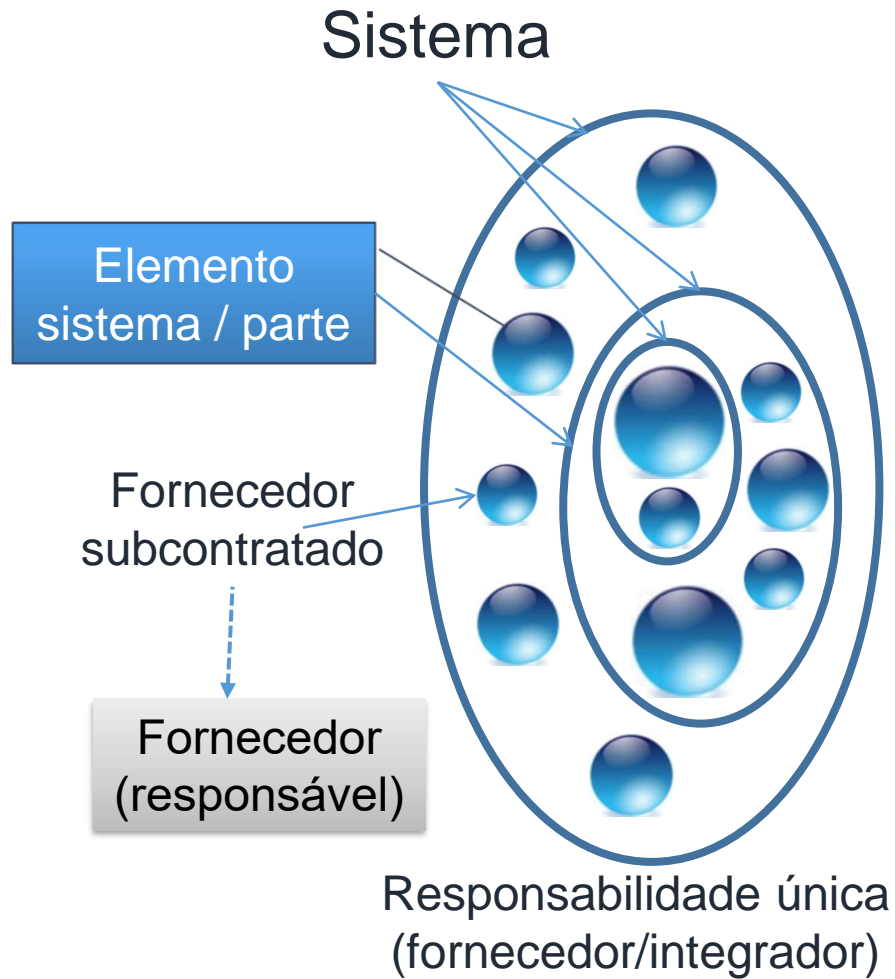 Sistema
Elemento
sistema / parte
Fornecedor
subcontratado
Fornecedor
(responsável)
Responsabilidade única
(fornecedor/integrador)